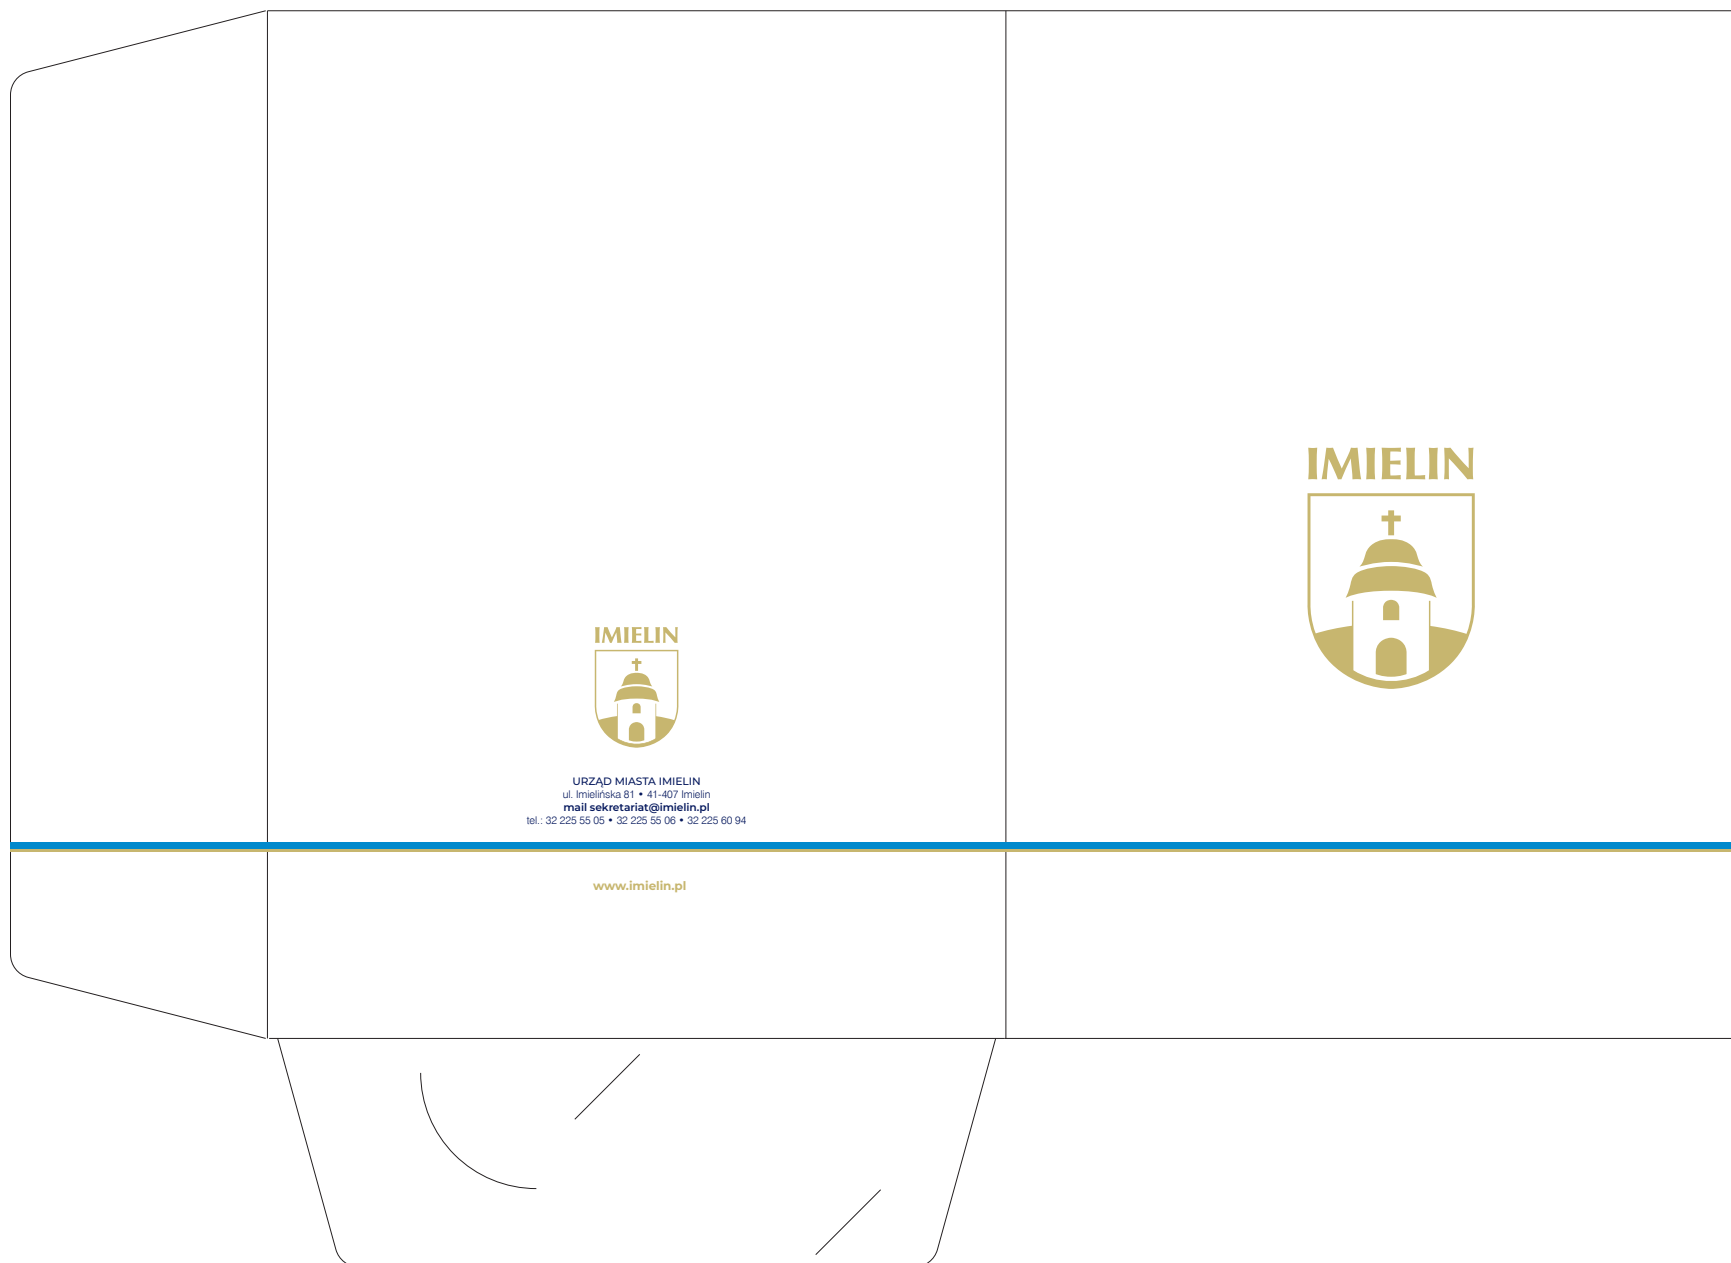 IMIELIN
URZĄD MIASTA IMIELIN
ul. Imielińska 81 • 41-407 Imielin
mail sekretariat@imielin.pl
tel.: 32 225 55 05 • 32 225 55 06 • 32 225 60 94
www.imielin.pl
IMIELIN